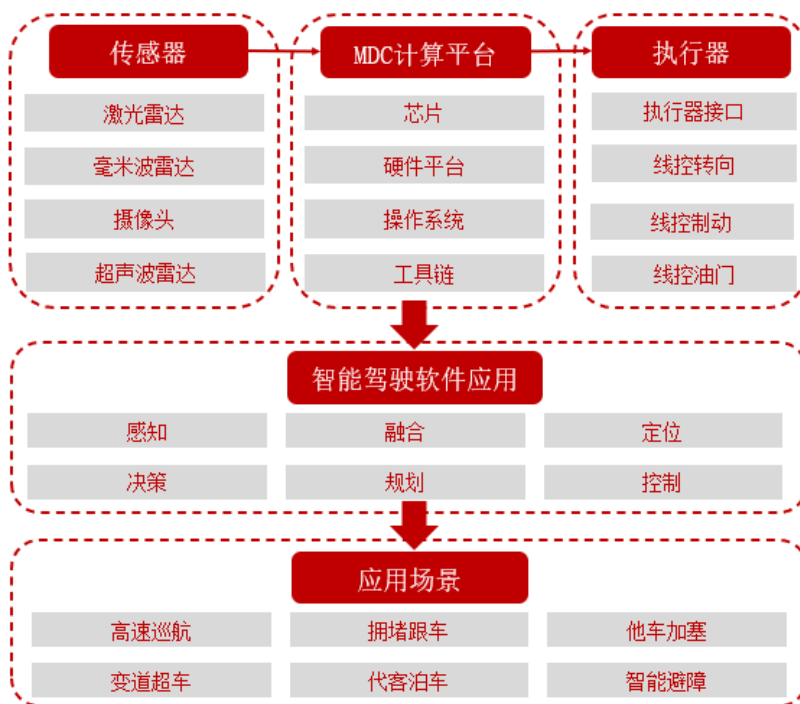 传感器
激光雷达
毫米波雷达
摄像头
超声波雷达
MDC计算平台
芯片
硬件平台
操作系统
工具链
执行器
执行器接口
线控转向
线控制动
线控油门
智能驾驶软件应用
感知
融合
定位
决策
规划
控制
应用场景
高速巡航
拥堵跟车
他车加塞
变道超车
代客泊车
智能避障